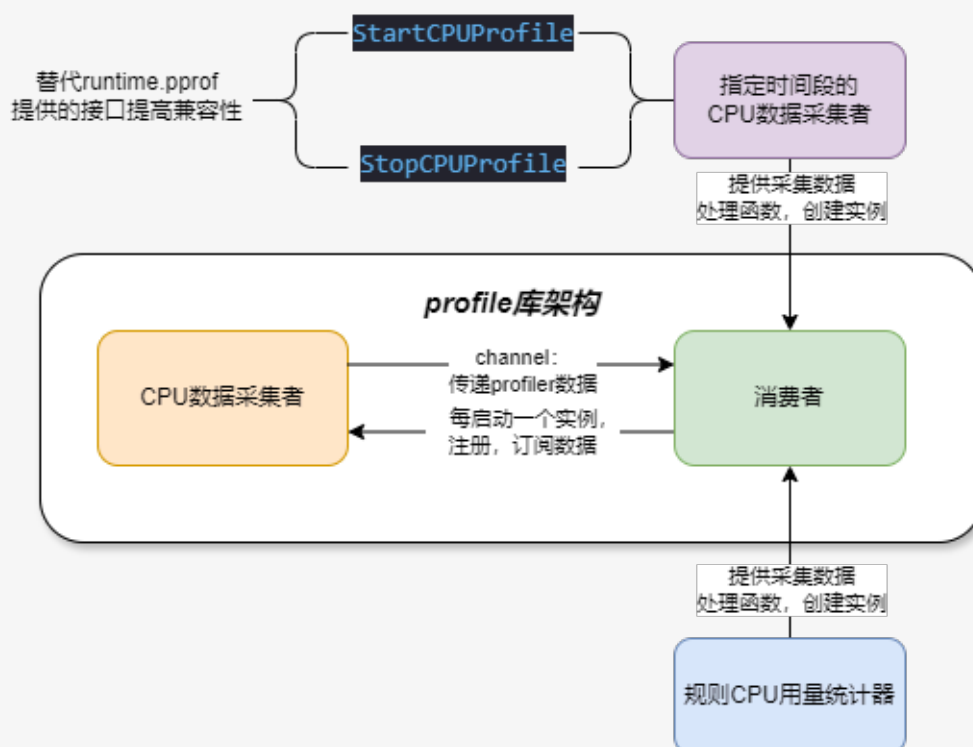 StartCPUProfile
替代runtime.pprof
提供的接口提高兼容性
StopCPUProfile
指定时间段的
CPU数据采集者
提供采集数据
处理函数，创建实例
profile库架构
CPU数据采集者
channel：
传递profiler数据
每启动一个实例，
注册，订阅数据
消费者
提供采集数据
处理函数，创建实例
规则CPU用量统计器